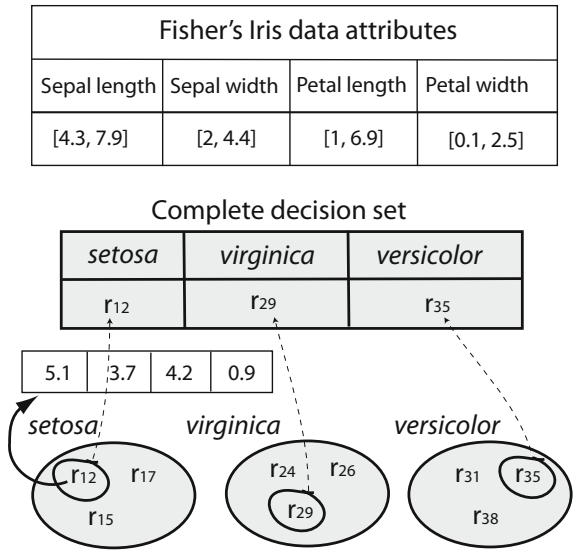 Fisher's Iris data attributes
Sepal length Sepal width Petal length Petal width
[4.3, 7.9] [2, 4.4] [1, 6.9] [0.1, 2.5]
Complete decision set
setosa virginica versicolor
r12 r29 r35
5.1 3.7 4.2 0.9
setosa virginica versicolor
r12 r17 r24 r26 r31 r35
r15 r29 r38